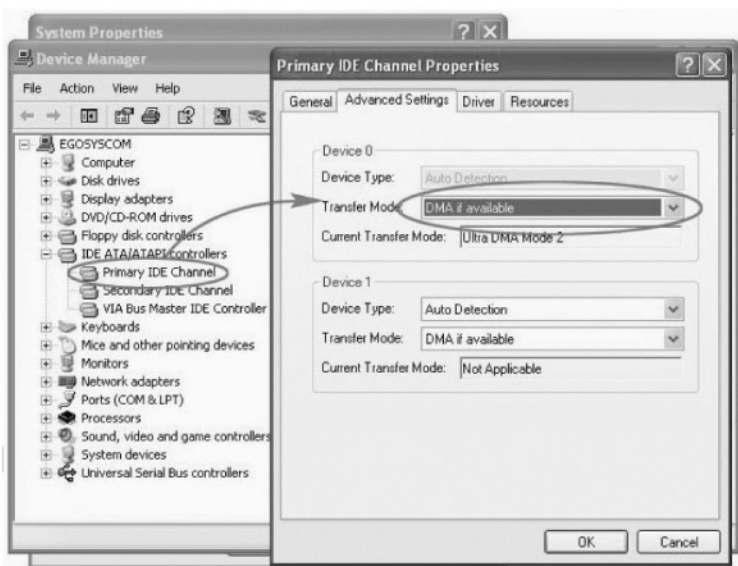 System Properties
Device Manager
File Action View Help
EGOSYSCOM
Computer
Disk drives
Display adapters
DVD/CD-ROM drives
Floppy disk controllers
IDE ATA/ATAPI controllers
Primary IDE Channel
Secondary IDE Channel
VIA Bus Master IDE Controller
Keyboards
Mice and other pointing devices
Monitors
Network adapters
Ports (COM & LPT)
Processors
Sound, video and game controllers
System devices
Universal Serial Bus controllers
Primary IDE Channel Properties
General Advanced Settings Driver Resources
Device 0
Device Type: Auto Detection
Transfer Mode: DMA if available
Current Transfer Mode: Ultra DMA Mode 2
Device 1
Device Type: Auto Detection
Transfer Mode: DMA if available
Current Transfer Mode: Not Applicable
OK Cancel